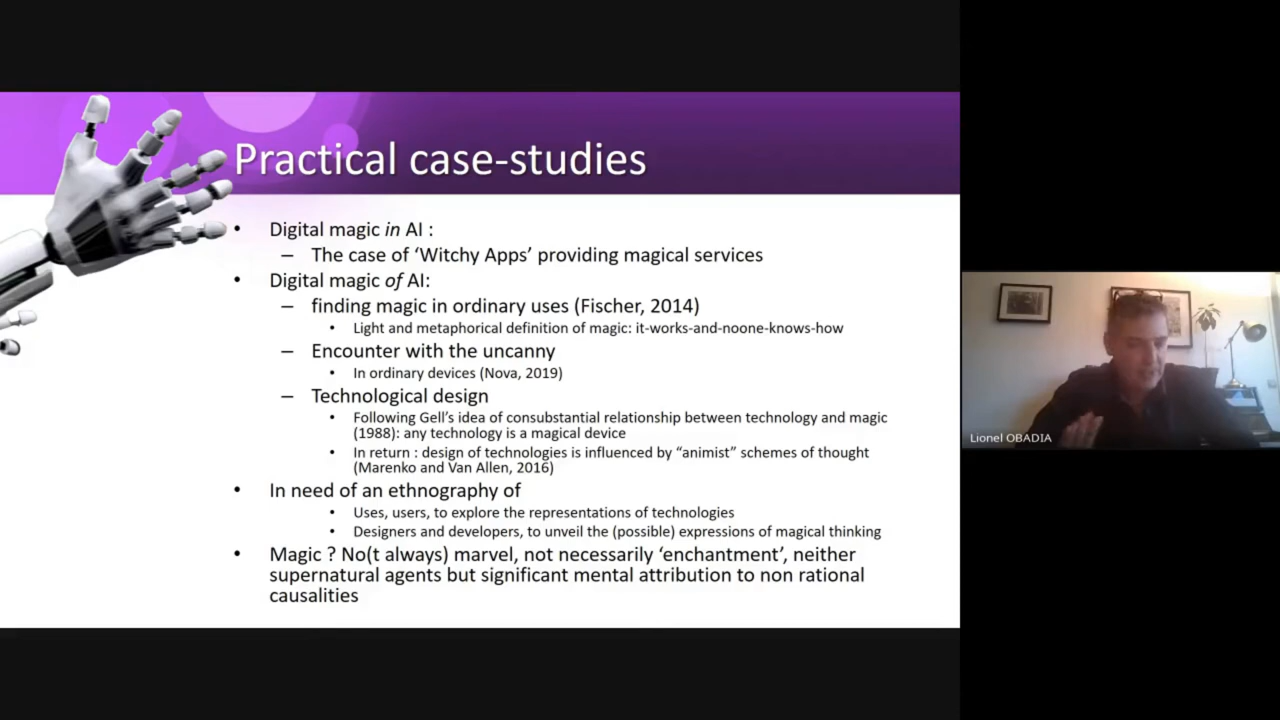 Practical case-studies
• Digital magic in AI :
– The case of ‘Witchy Apps’ providing magical services
• Digital magic of AI:
– finding magic in ordinary uses (Fischer, 2014)
• Light and metaphorical definition of magic: it-works-and-noone-knows-how
– Encounter with the uncanny
• In ordinary devices (Nova, 2019)
– Technological design
• Following Gell’s idea of consubstantial relationship between technology and magic
(1988): any technology is a magical device
• In return : design of technologies is influenced by “animist” schemes of thought
(Marenko and Van Allen, 2016)
• In need of an ethnography of
• Uses, users, to explore the representations of technologies
• Designers and developers, to unveil the (possible) expressions of magical thinking
• Magic ? No(t always) marvel, not necessarily ‘enchantment’, neither
supernatural agents but significant mental attribution to non rational
causalities
Lionel OBADIA